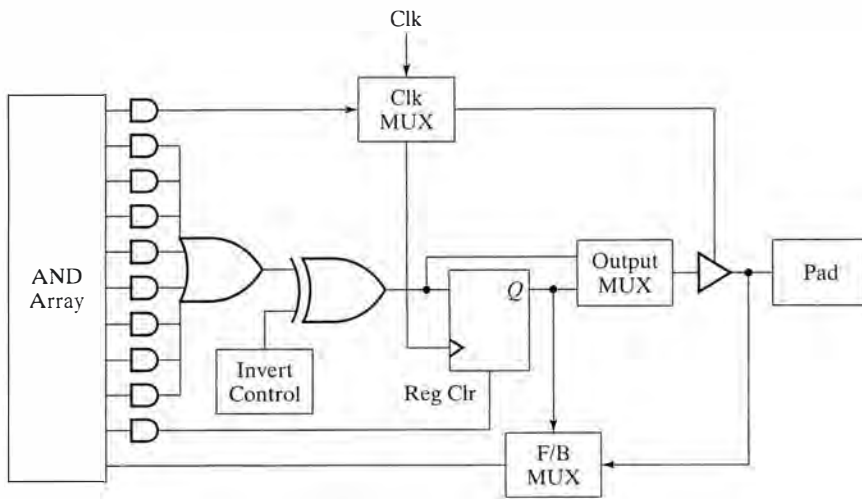 Clk
Clk
MUX
AND
Array
Output
MUX
Pad
Q
Invert
Control
Reg Clr
F/B
MUX